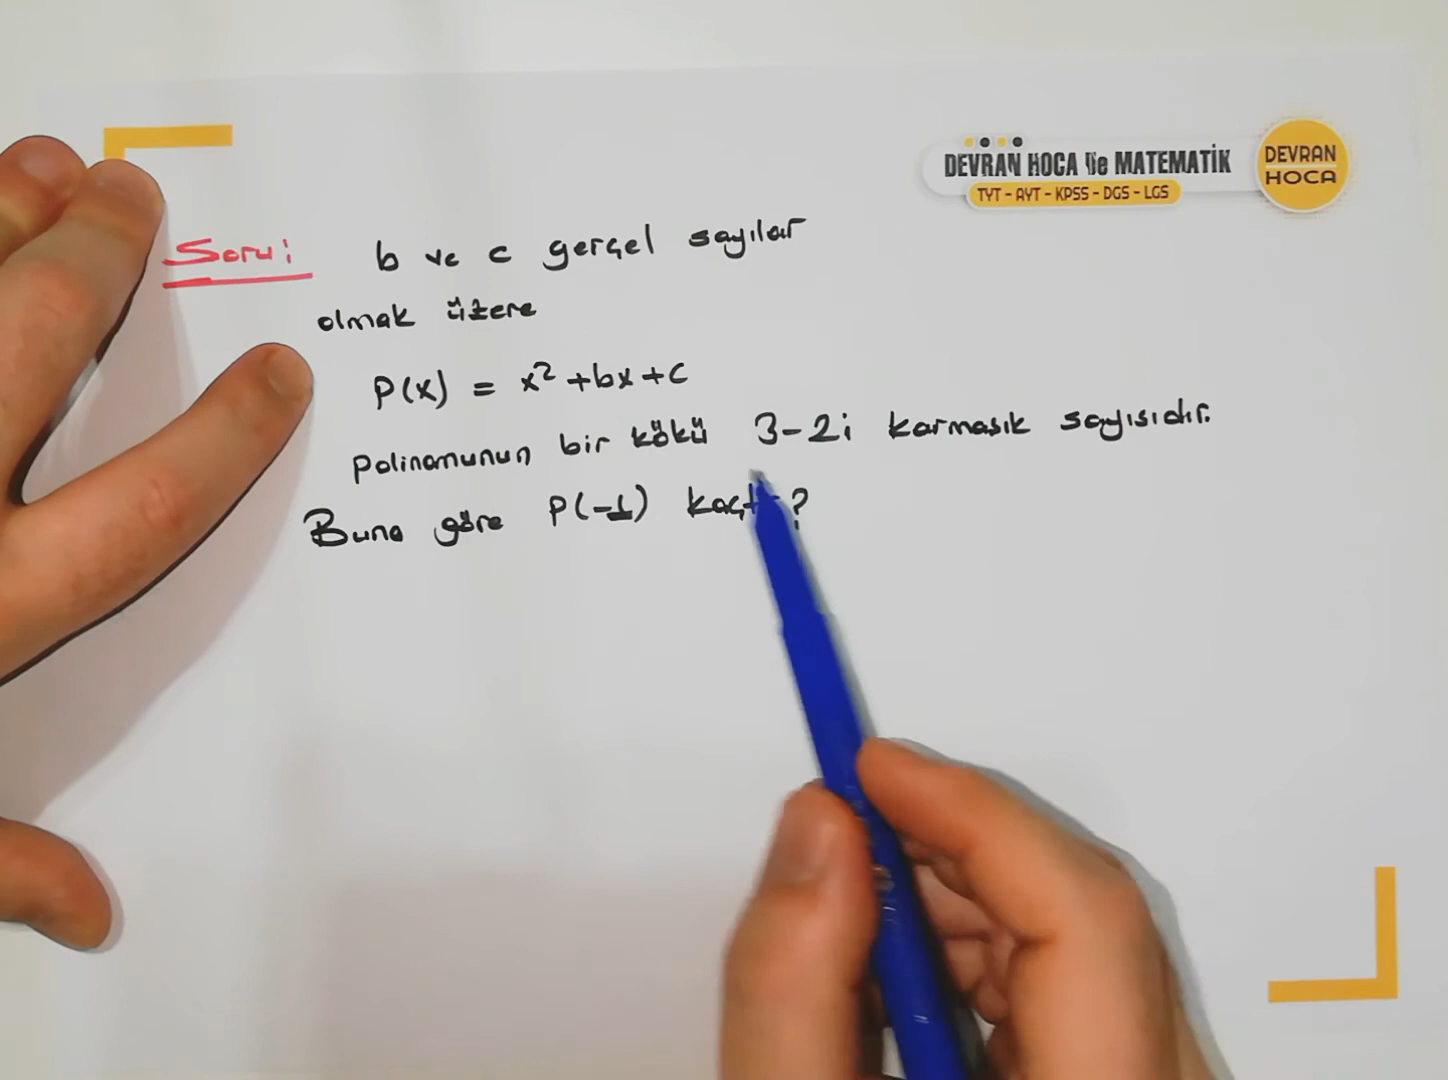 DEVRAN HOCA ile MATEMATİK
TYT - AYT - KPSS - DGS - LGS
DEVRAN
HOCA
Soru: b ve c gerçel sayılar
olmak üzere
P(x) = x² +bx+c
Polinomunun bir kökü 3-2i karmaşık sayısıdır.
Buna göre P(-1) ?